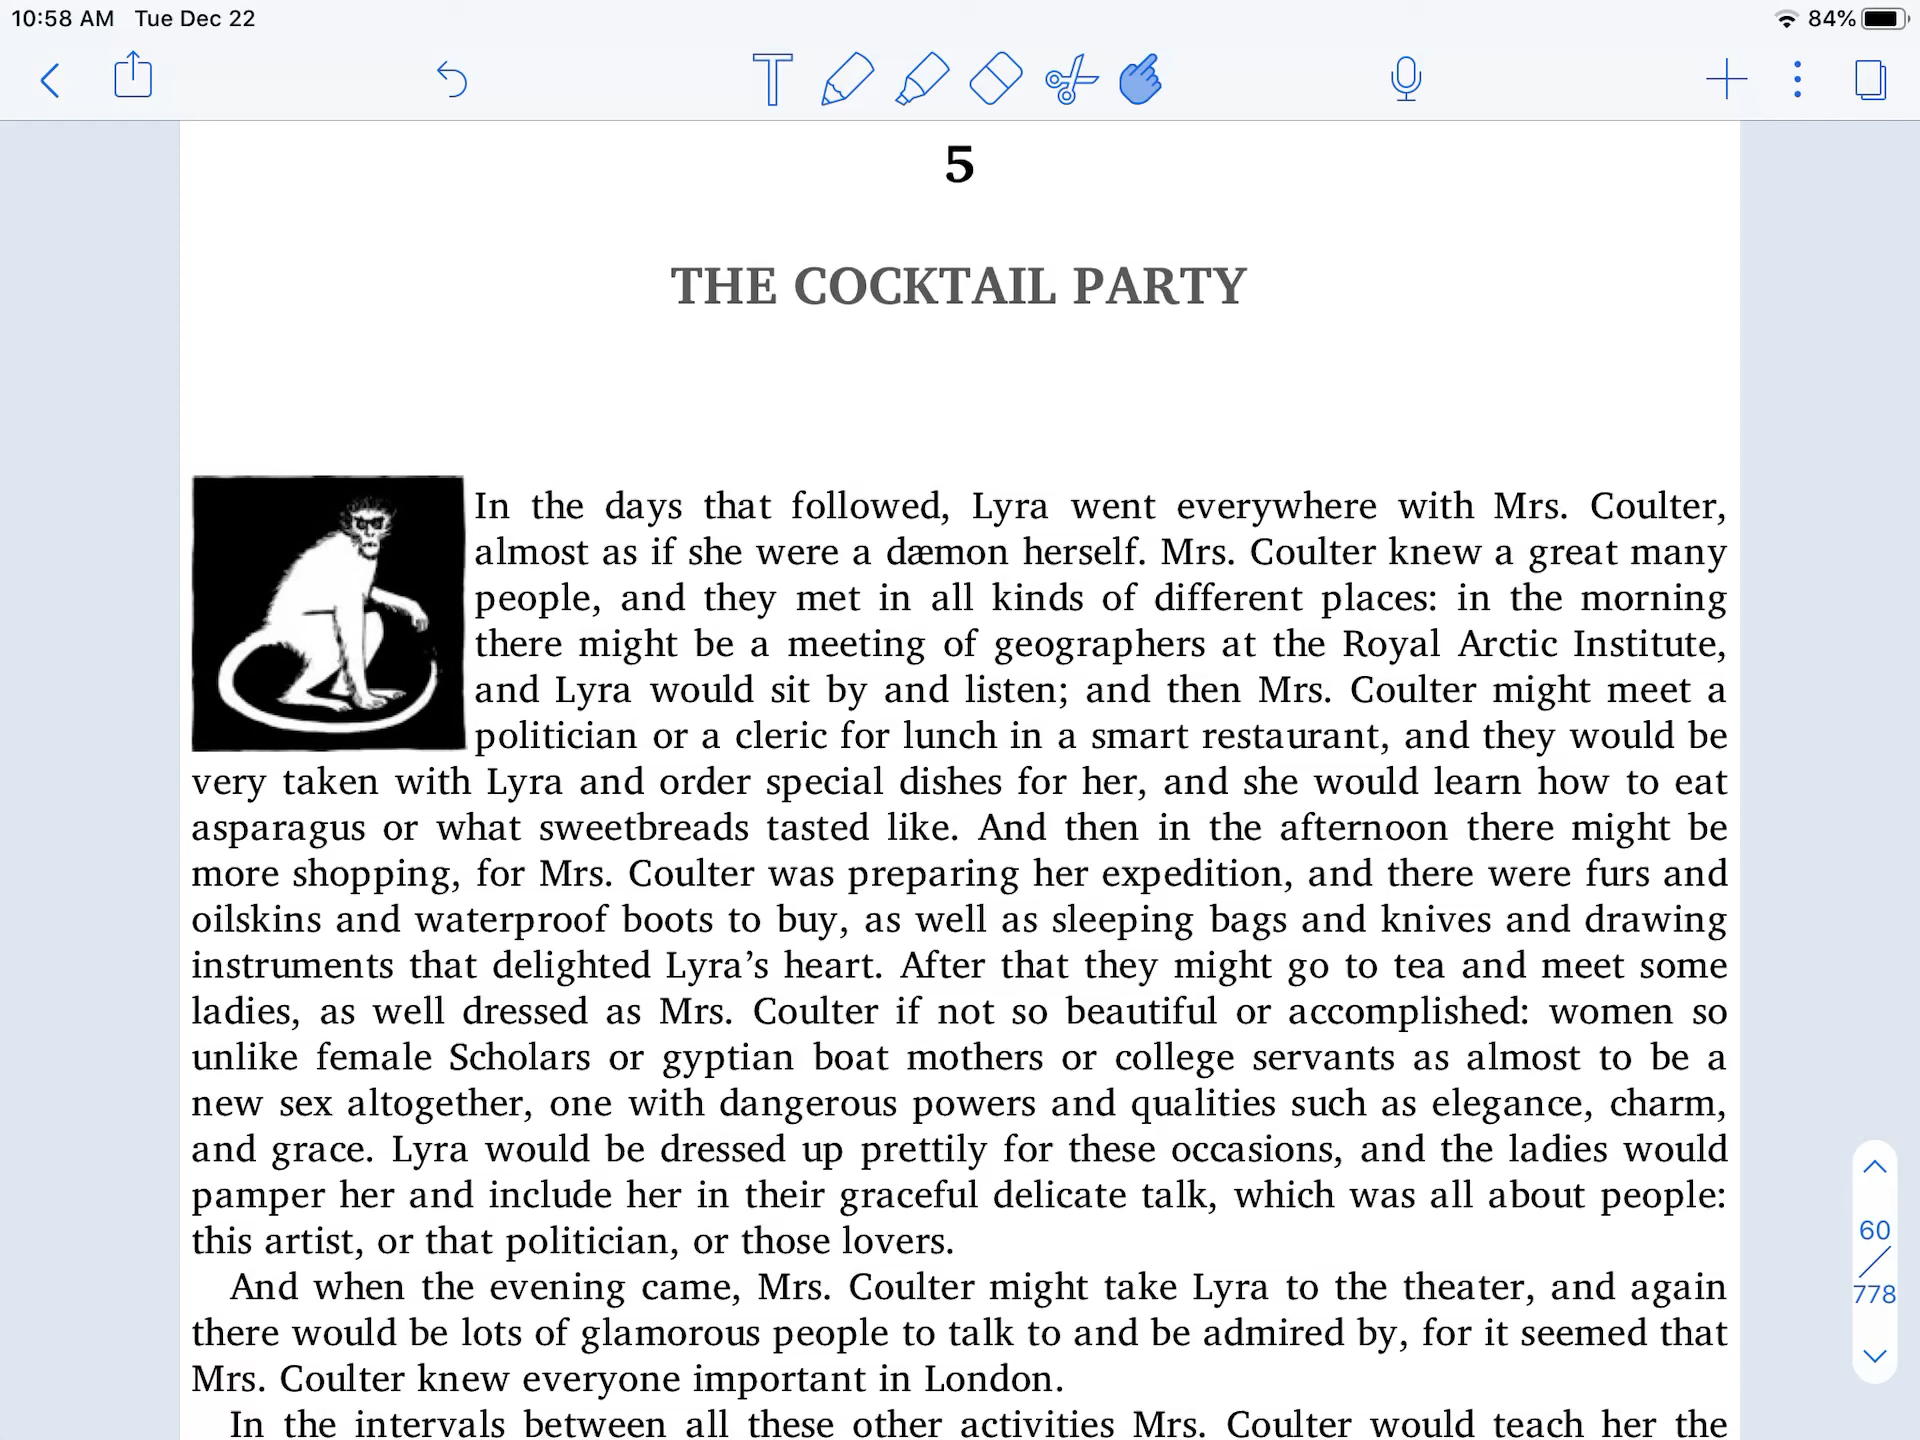 10:58 AM Tue Dec 22
84%
5
THE COCKTAIL PARTY
In the days that followed, Lyra went everywhere with Mrs. Coulter,
almost as if she were a dæmon herself. Mrs. Coulter knew a great many
people, and they met in all kinds of different places: in the morning
there might be a meeting of geographers at the Royal Arctic Institute,
and Lyra would sit by and listen; and then Mrs. Coulter might meet a
politician or a cleric for lunch in a smart restaurant, and they would be
very taken with Lyra and order special dishes for her, and she would learn how to eat
asparagus or what sweetbreads tasted like. And then in the afternoon there might be
more shopping, for Mrs. Coulter was preparing her expedition, and there were furs and
oilskins and waterproof boots to buy, as well as sleeping bags and knives and drawing
instruments that delighted Lyra’s heart. After that they might go to tea and meet some
ladies, as well dressed as Mrs. Coulter if not so beautiful or accomplished: women so
unlike female Scholars or gyptian boat mothers or college servants as almost to be a
new sex altogether, one with dangerous powers and qualities such as elegance, charm,
and grace. Lyra would be dressed up prettily for these occasions, and the ladies would
pamper her and include her in their graceful delicate talk, which was all about people:
this artist, or that politician, or those lovers.
And when the evening came, Mrs. Coulter might take Lyra to the theater, and again
there would be lots of glamorous people to talk to and be admired by, for it seemed that
Mrs. Coulter knew everyone important in London.
In the intervals between all these other activities Mrs. Coulter would teach her the
60
/
778